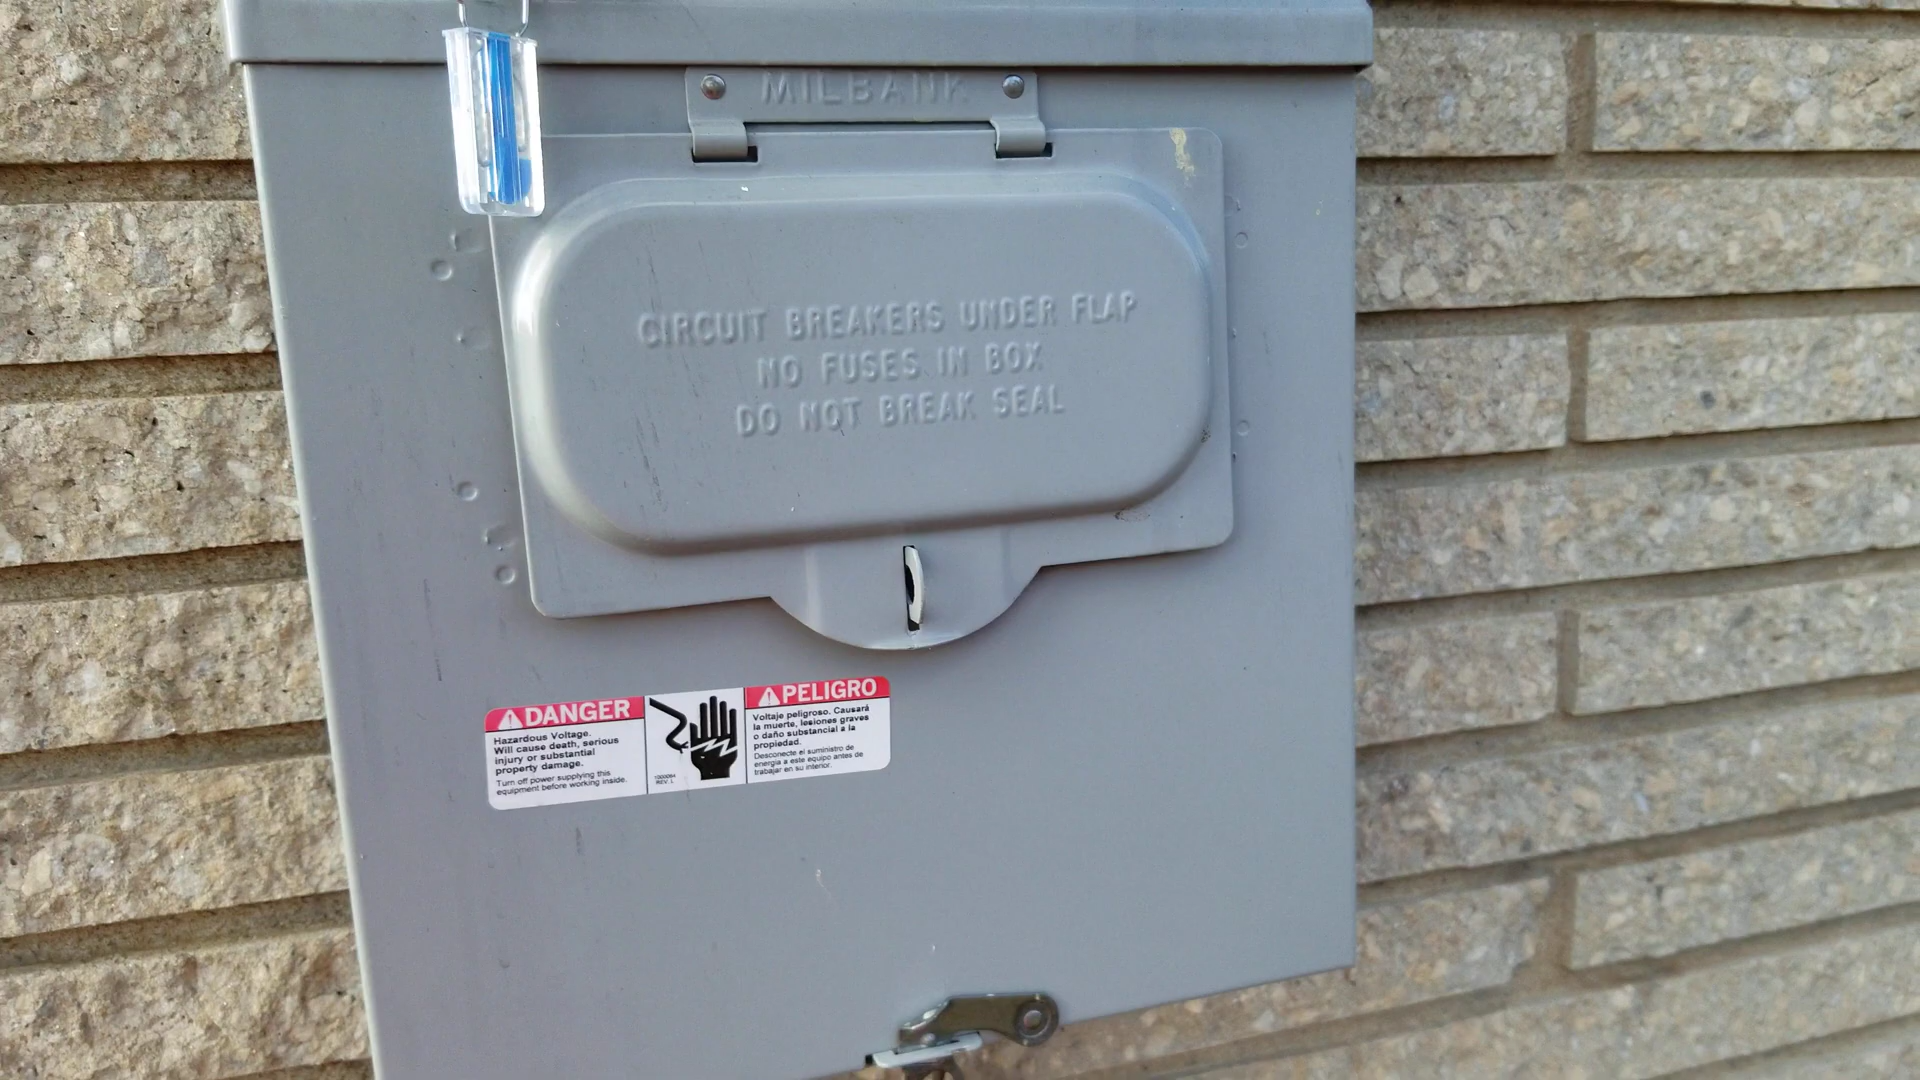 MILBANK
CIRCUIT BREAKERS UNDER FLAP
NO FUSES IN BOX
DO NOT BREAK SEAL
DANGER
Hazardous Voltage.
Will cause death, serious
injury or substantial
property damage.
Turn off power supplying this
equipment before working inside.
1000064
REV. L
PELIGRO
Voltaje peligroso. Causará
la muerte, lesiones graves
o daño substancial a la
propiedad.
Desconecte el suministro de
energia a este equipo antes de
trabajar en su interior.